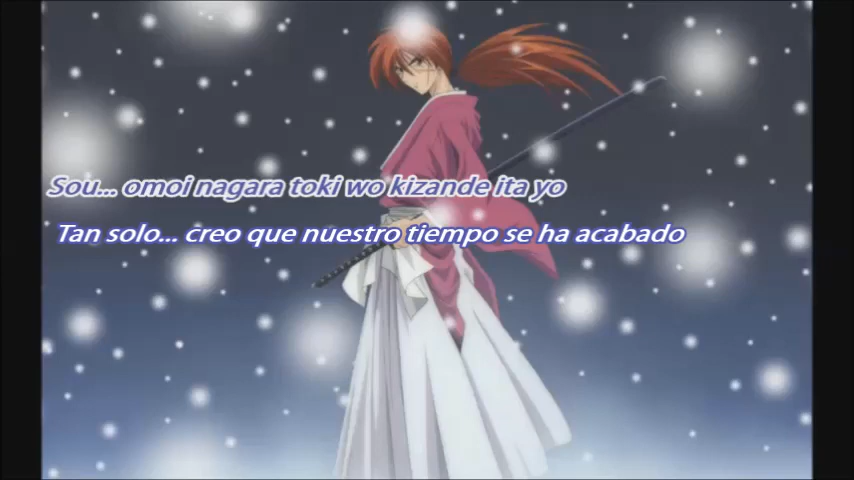 Sou... omoi nagara toki wo kizande ita yo
Tan solo... creo que nuestro tiempo se ha acabado